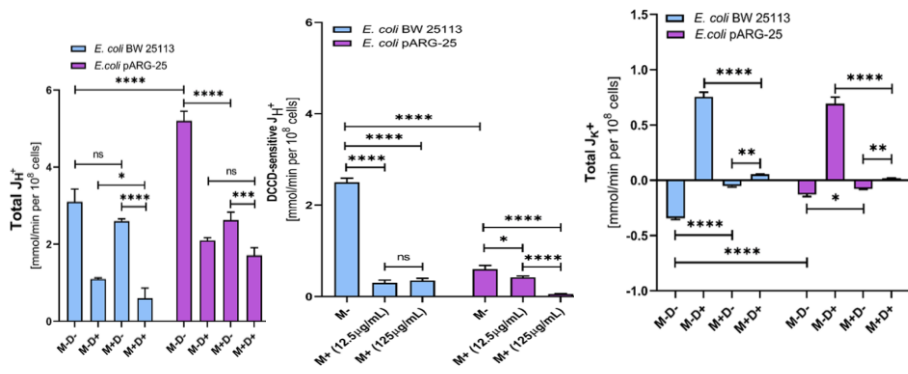 E. coli BW 25113
E.coli pARG-25
Total JH+
[mmol/min per 10^8 cells]
6
4
2
0
****
****
ns
*
****
ns
***
M-D-
M-D+
M+D-
M+D+
M-D-
M-D+
M+D-
M+D+
E. coli BW 25113
E. coli pARG-25
DCCD-sensitive JH+
[mmol/min per 10^8 cells]
6
4
2
0
****
****
****
ns
****
*
****
M-
M+ (12.5µg/mL)
M+ (125µg/mL)
M-
M+ (12.5µg/mL)
M+ (125µg/mL)
E. coli BW 25113
E.coli pARG-25
Total JK+
[mmol/min per 10^8 cells]
1.5
1.0
0.5
0.0
-0.5
-1.0
****
****
**
**
****
*
****
M-D-
M-D+
M+D-
M+D+
M-D-
M-D+
M+D-
M+D+